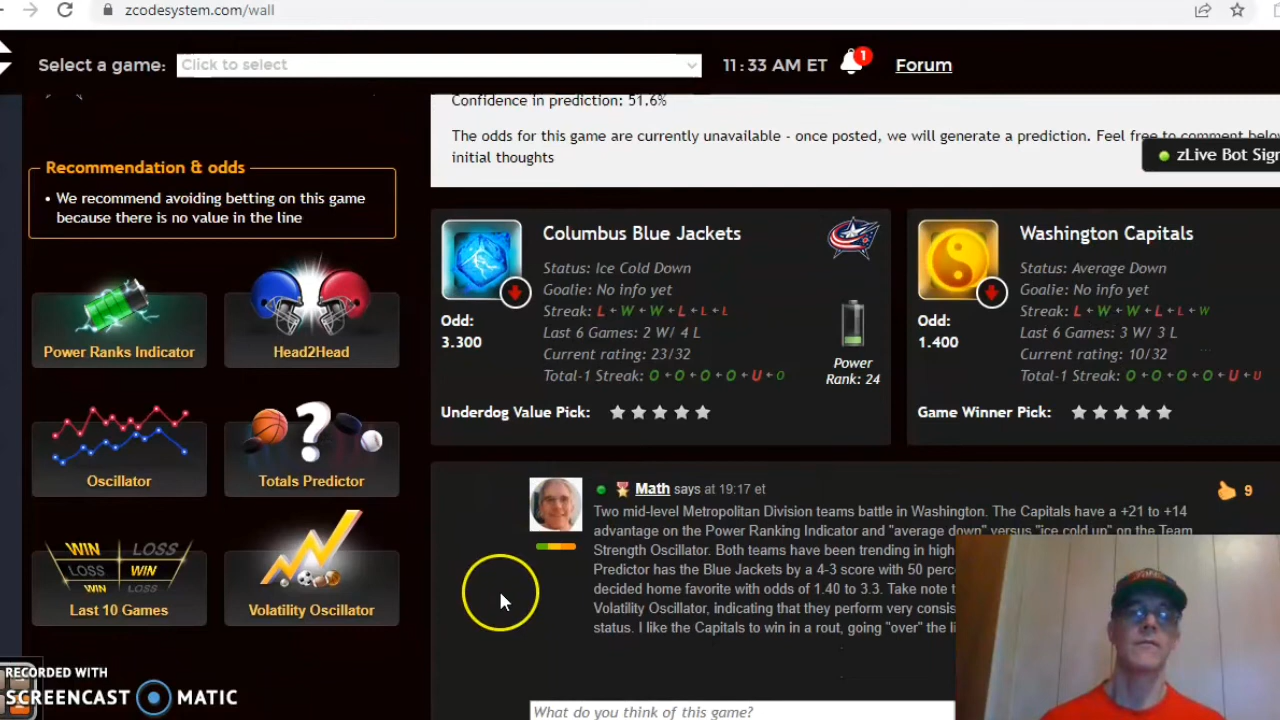 zcodesystem.com/wall
Select a game:
Click to select
11:33 AM ET
1
Forum
Confidence in prediction: 51.6%
The odds for this game are currently unavailable - once posted, we will generate a prediction. Feel free to comment below
initial thoughts
zLive Bot Sign
Recommendation & odds
• We recommend avoiding betting on this game
because there is no value in the line
Power Ranks Indicator
Head2Head
Oscillator
Totals Predictor
WIN LOSS
LOSS WIN
WIN LOSS
Last 10 Games
Volatility Oscillator
Columbus Blue Jackets
Status: Ice Cold Down
Goalie: No info yet
Odd:
3.300
Streak: L W W L L L
Last 6 Games: 2 W/ 4 L
Current rating: 23/32
Total-1 Streak: O O O O U O
Power
Rank: 24
Underdog Value Pick:
Washington Capitals
Status: Average Down
Goalie: No info yet
Odd:
1.400
Streak: L W W L L W
Last 6 Games: 3 W/ 3 L
Current rating: 10/32
Total-1 Streak: O O O O U U
Game Winner Pick:
Math says at 19:17 et
9
Two mid-level Metropolitan Division teams battle in Washington. The Capitals have a +21 to +14
advantage on the Power Ranking Indicator and "average down" versus "ice cold up" on the Team
Strength Oscillator. Both teams have been trending in high
Predictor has the Blue Jackets by a 4-3 score with 50 perc
decided home favorite with odds of 1.40 to 3.3. Take note t
Volatility Oscillator, indicating that they perform very consis
status. I like the Capitals to win in a rout, going "over" the li
What do you think of this game?
RECORDED WITH
SCREENCAST MATIC